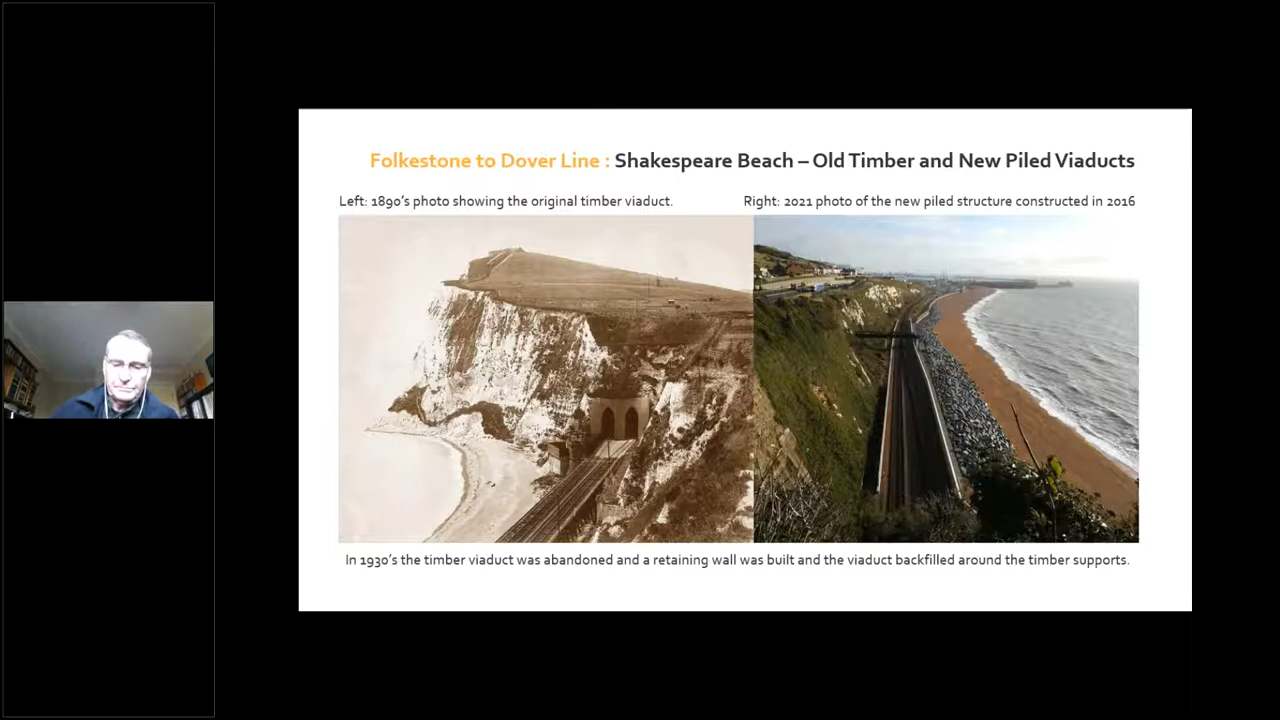 Folkestone to Dover Line : Shakespeare Beach – Old Timber and New Piled Viaducts
Left: 1890's photo showing the original timber viaduct.
Right: 2021 photo of the new piled structure constructed in 2016
In 1930's the timber viaduct was abandoned and a retaining wall was built and the viaduct backfilled around the timber supports.